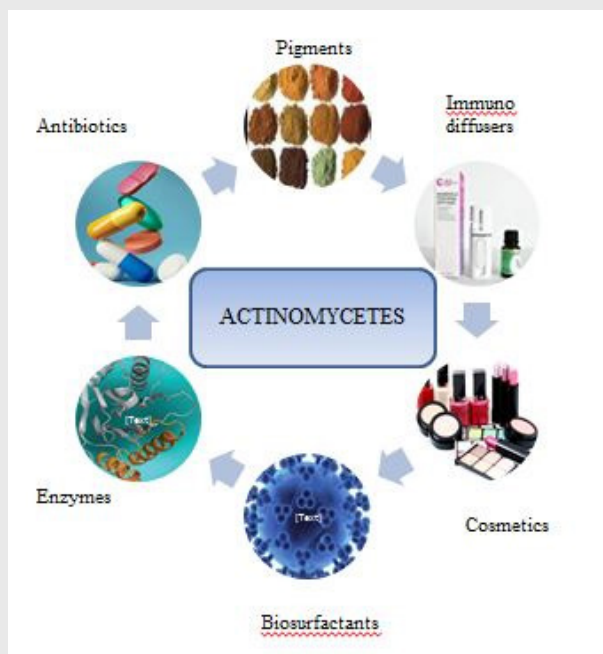 Pigments
Immuno
diffusers
Antibiotics
ACTINOMYCETES
[Text]
Enzymes
[Text]
Cosmetics
Biosurfactants